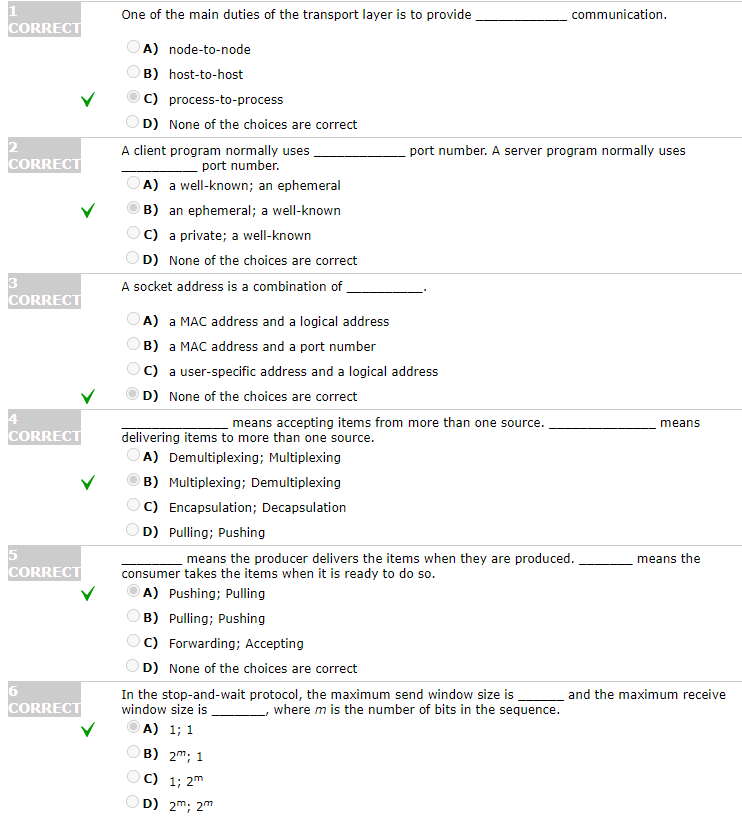 1
CORRECT
One of the main duties of the transport layer is to provide ____________ communication.
A) node-to-node
B) host-to-host
C) process-to-process
D) None of the choices are correct
2
CORRECT
A client program normally uses ____________ port number. A server program normally uses
__________ port number.
A) a well-known; an ephemeral
B) an ephemeral; a well-known
C) a private; a well-known
D) None of the choices are correct
3
CORRECT
A socket address is a combination of __________.
A) a MAC address and a logical address
B) a MAC address and a port number
C) a user-specific address and a logical address
D) None of the choices are correct
4
CORRECT
______________ means accepting items from more than one source. ______________ means
delivering items to more than one source.
A) Demultiplexing; Multiplexing
B) Multiplexing; Demultiplexing
C) Encapsulation; Decapsulation
D) Pulling; Pushing
5
CORRECT
________ means the producer delivers the items when they are produced. _______ means the
consumer takes the items when it is ready to do so.
A) Pushing; Pulling
B) Pulling; Pushing
C) Forwarding; Accepting
D) None of the choices are correct
6
CORRECT
In the stop-and-wait protocol, the maximum send window size is ______ and the maximum receive
window size is _______, where m is the number of bits in the sequence.
A) 1; 1
B) 2ᵐ; 1
C) 1; 2ᵐ
D) 2ᵐ; 2ᵐ